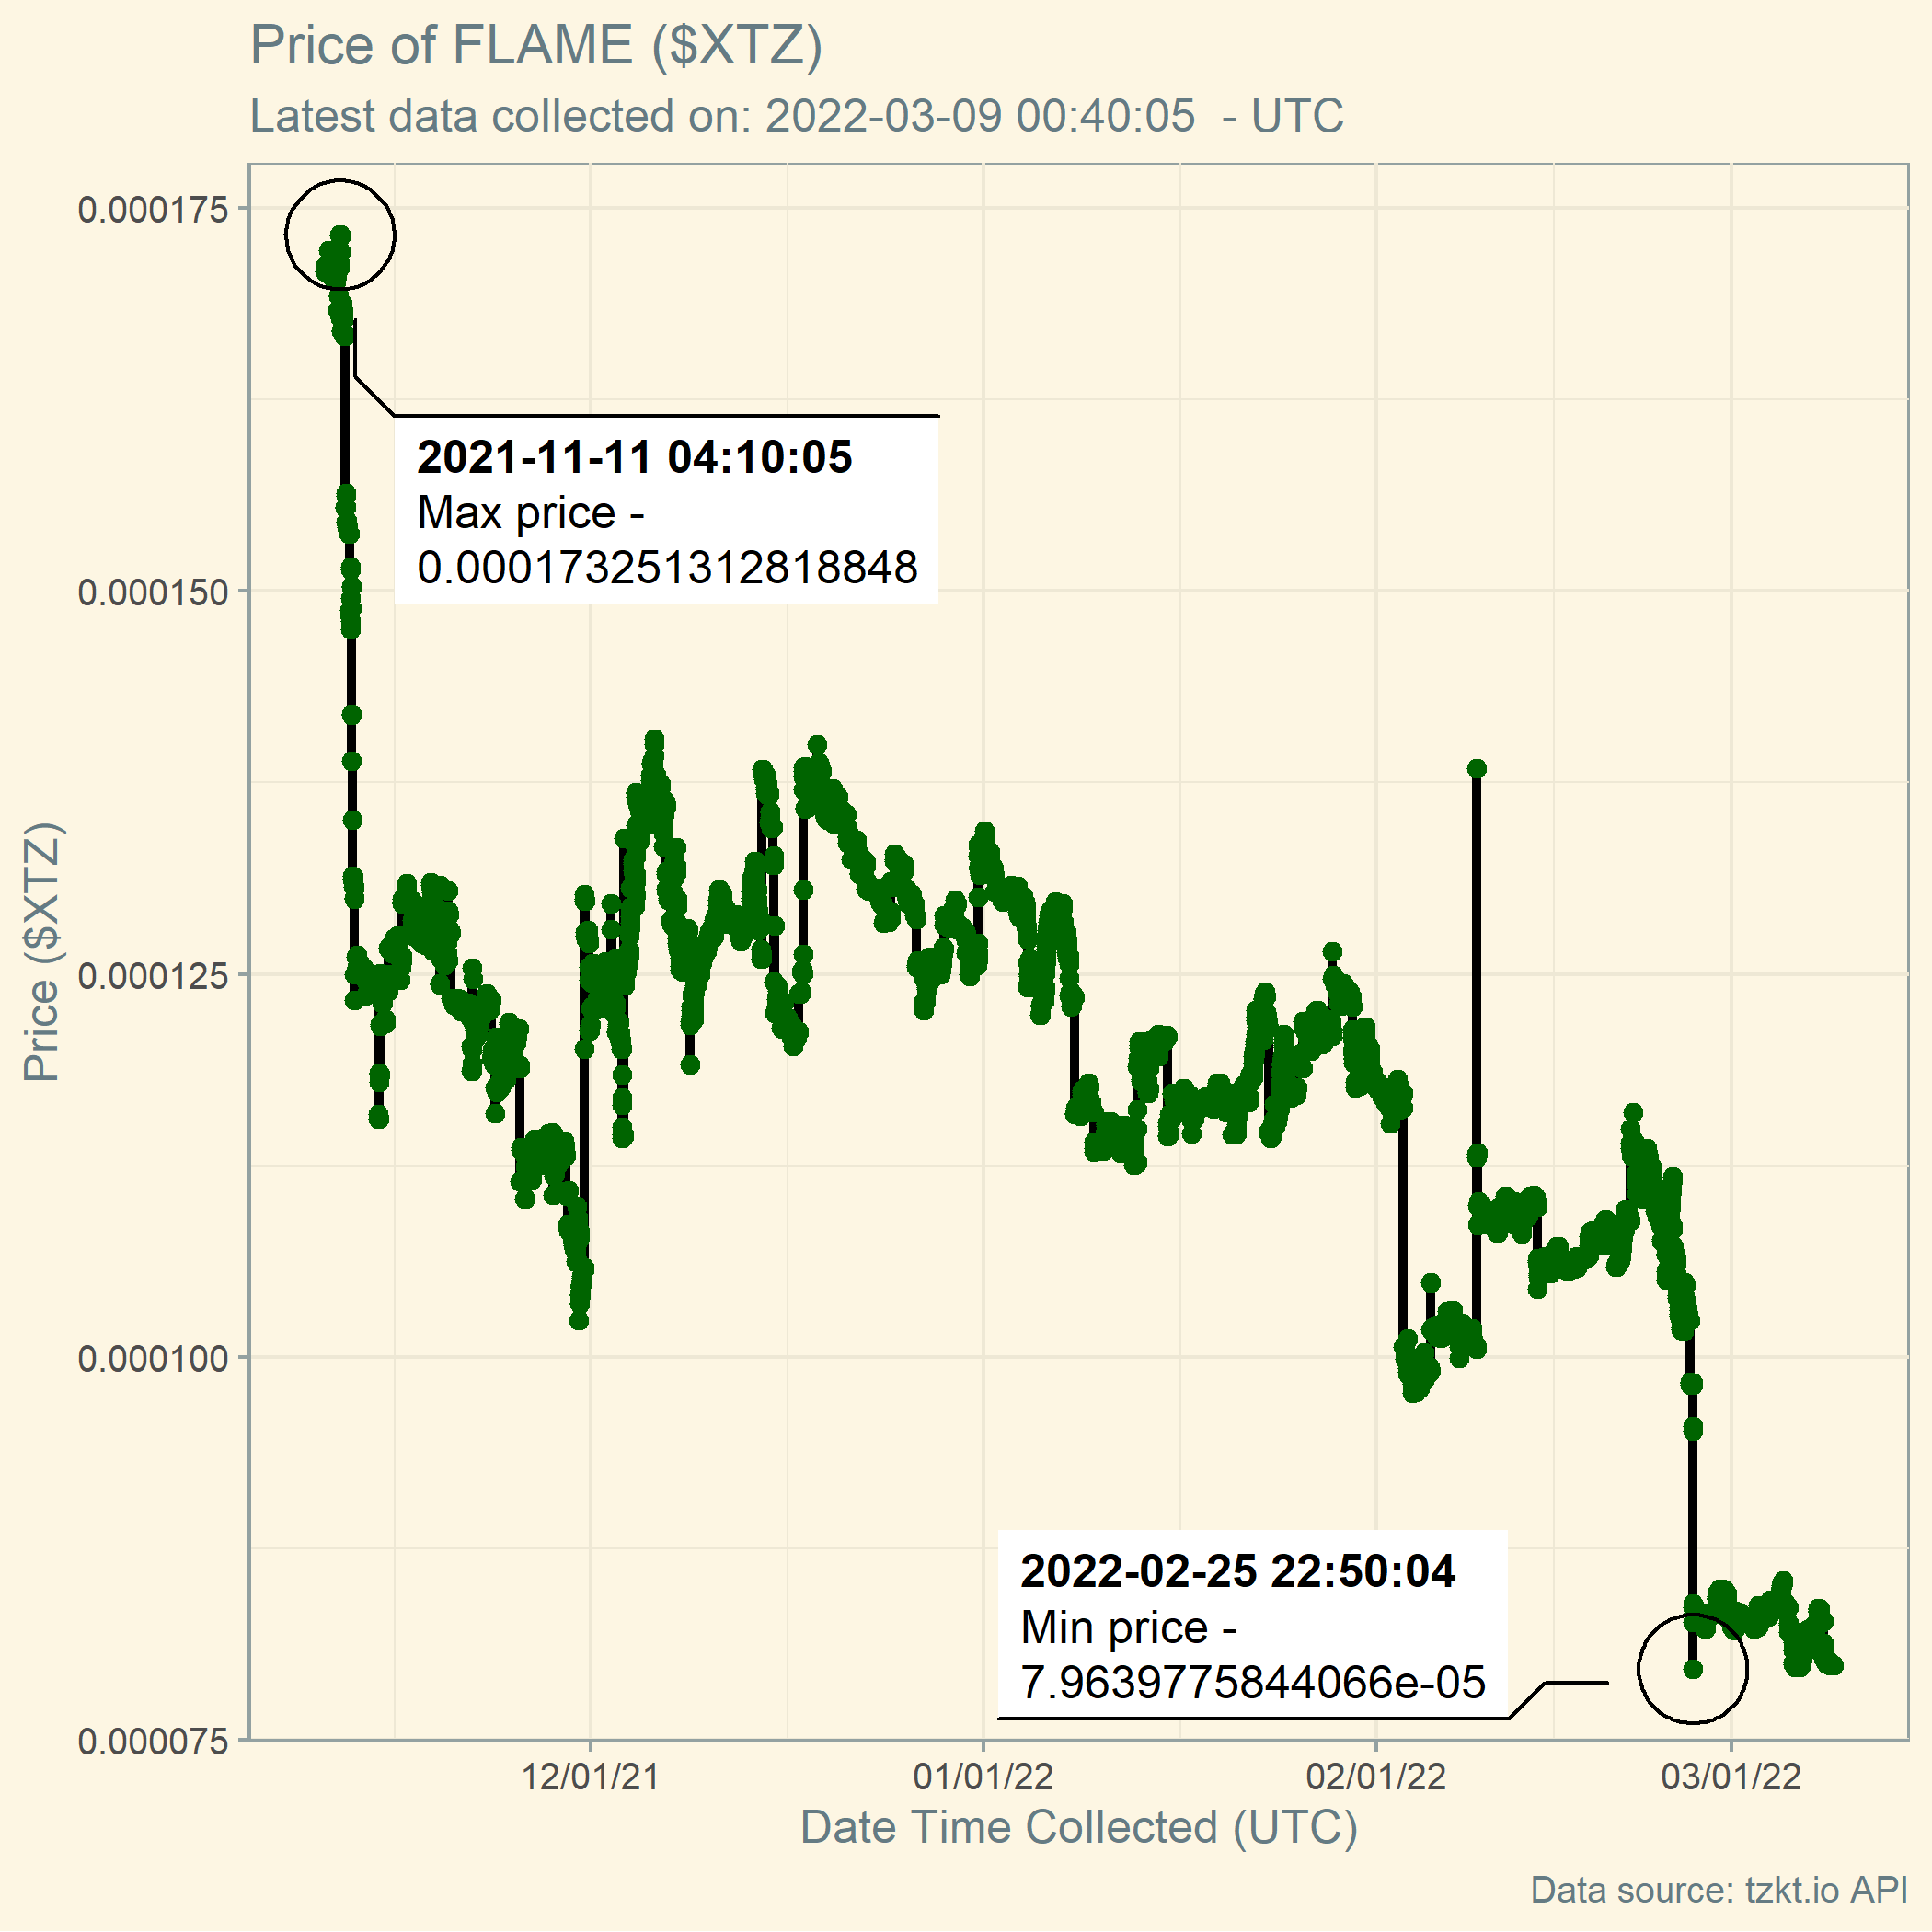 Price of FLAME ($XTZ)
Latest data collected on: 2022-03-09 00:40:05  - UTC
0.000175
0.000150
0.000125
0.000100
0.000075
Price ($XTZ)
2021-11-11 04:10:05
Max price -
0.000173251312818848
2022-02-25 22:50:04
Min price -
7.9639775844066e-05
12/01/21
01/01/22
02/01/22
03/01/22
Date Time Collected (UTC)
Data source: tzkt.io API